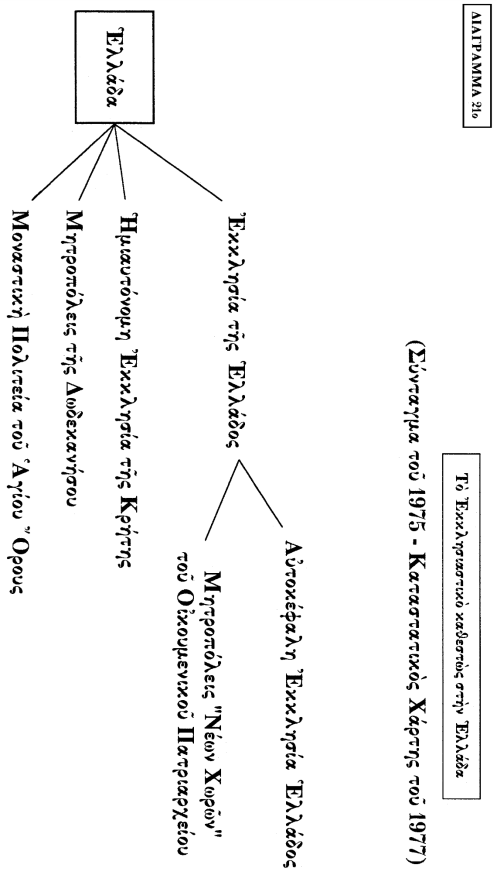 ΔΙΑΓΡΑΜΜΑ 21ο
Τὸ Ἐκκλησιαστικὸ καθεστὼς στὴν Ἑλλάδα
(Σύνταγμα τοῦ 1975 - Καταστατικὸς Χάρτης τοῦ 1977)
Ἑλλάδα
Ἐκκλησία τῆς Ἑλλάδος
Αὐτοκέφαλη Ἐκκλησία Ἑλλάδος
Μητροπόλεις "Νέων Χωρῶν"
τοῦ Οἰκουμενικοῦ Πατριαρχείου
Ἡμιαυτόνομη Ἐκκλησία τῆς Κρήτης
Μητροπόλεις τῆς Δωδεκανήσου
Μοναστικὴ Πολιτεία τοῦ Ἁγίου Ὄρους